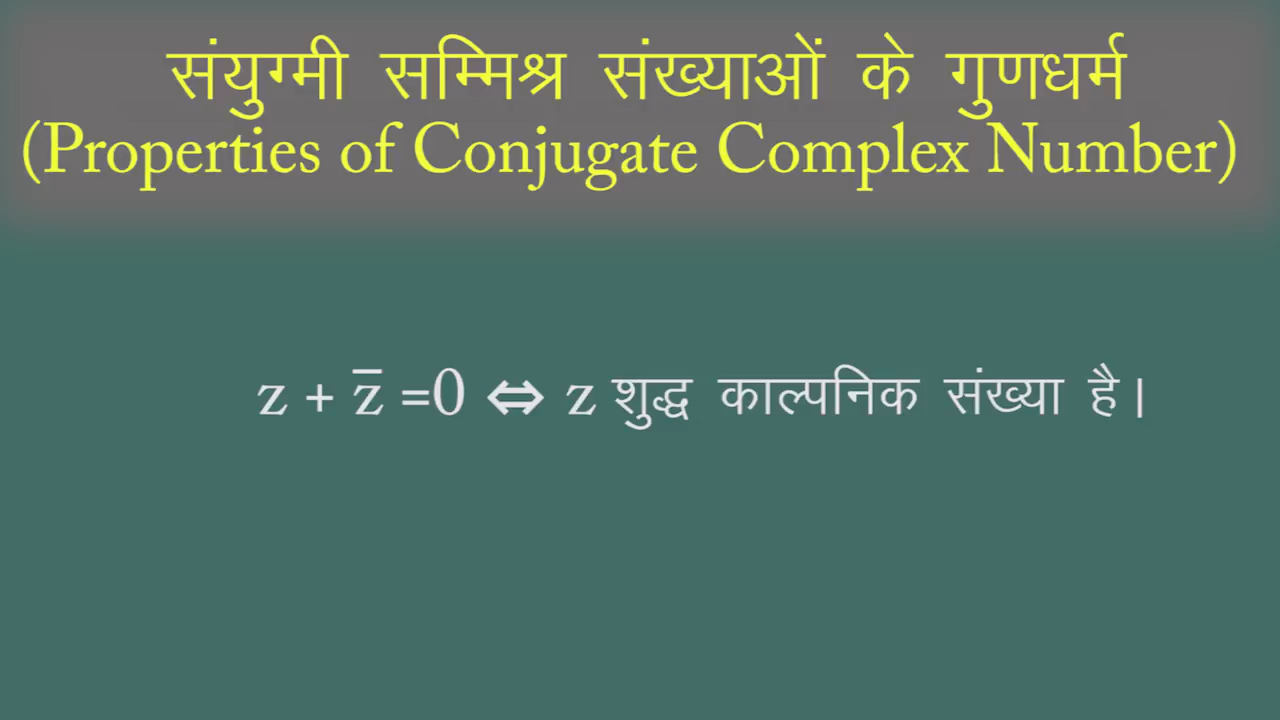 संयुग्मी सम्मिश्र संख्याओं के गुणधर्म
(Properties of Conjugate Complex Number)
z + z̅ =0 ⇔ z शुद्ध काल्पनिक संख्या है।